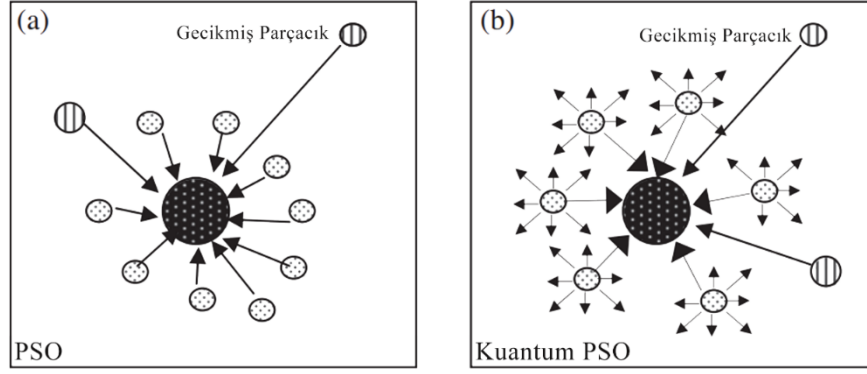 (a)
Gecikmiş Parçacık
PSO
(b)
Gecikmiş Parçacık
Kuantum PSO